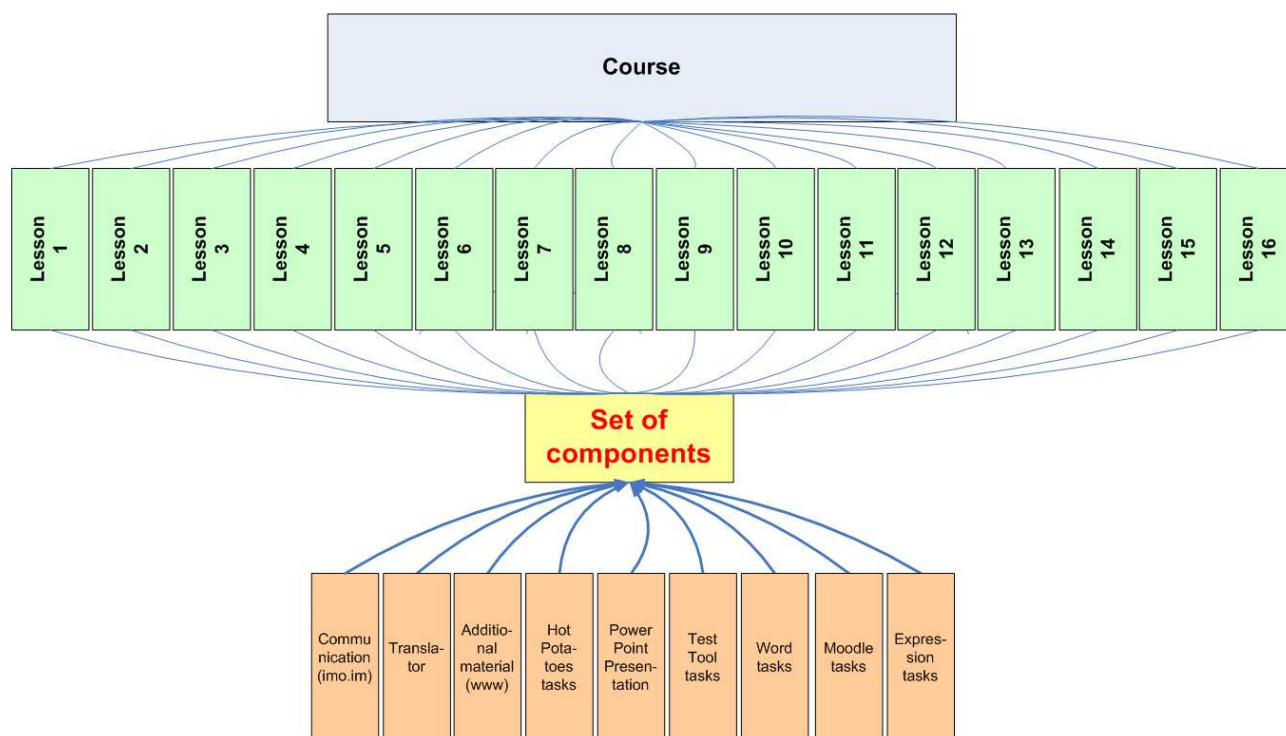 Course
Lesson
1
Lesson
2
Lesson
3
Lesson
4
Lesson
5
Lesson
6
Lesson
7
Lesson
8
Lesson
9
Lesson
10
Lesson
11
Lesson
12
Lesson
13
Lesson
14
Lesson
15
Lesson
16
Set of
components
Commu
nication
(imo.im)
Transla-
tor
Additio-
nal
material
(www)
Hot
Pota-
toes
tasks
Power
Point
Presen-
tation
Test
Tool
tasks
Word
tasks
Moodle
tasks
Expres-
sion
tasks